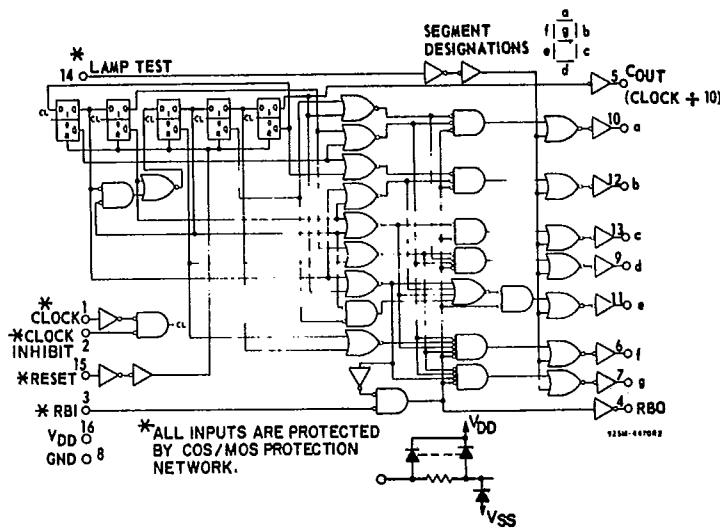 *
LAMP TEST
14
SEGMENT
DESIGNATIONS
a
f g b
e c
d
5 COUT
(CLOCK ÷ 10)
10 a
12 b
13 c
9 d
11 e
6 f
7 g
4 RBO
CL
CL
CL
CL
CL
D Q
D Q
D Q
D Q
D Q
*
CLOCK 1
*CLOCK
INHIBIT 2
CL
15
*RESET
3
* RBI
16
VDD
GND 8
*ALL INPUTS ARE PROTECTED
BY COS/MOS PROTECTION
NETWORK.
VDD
VSS